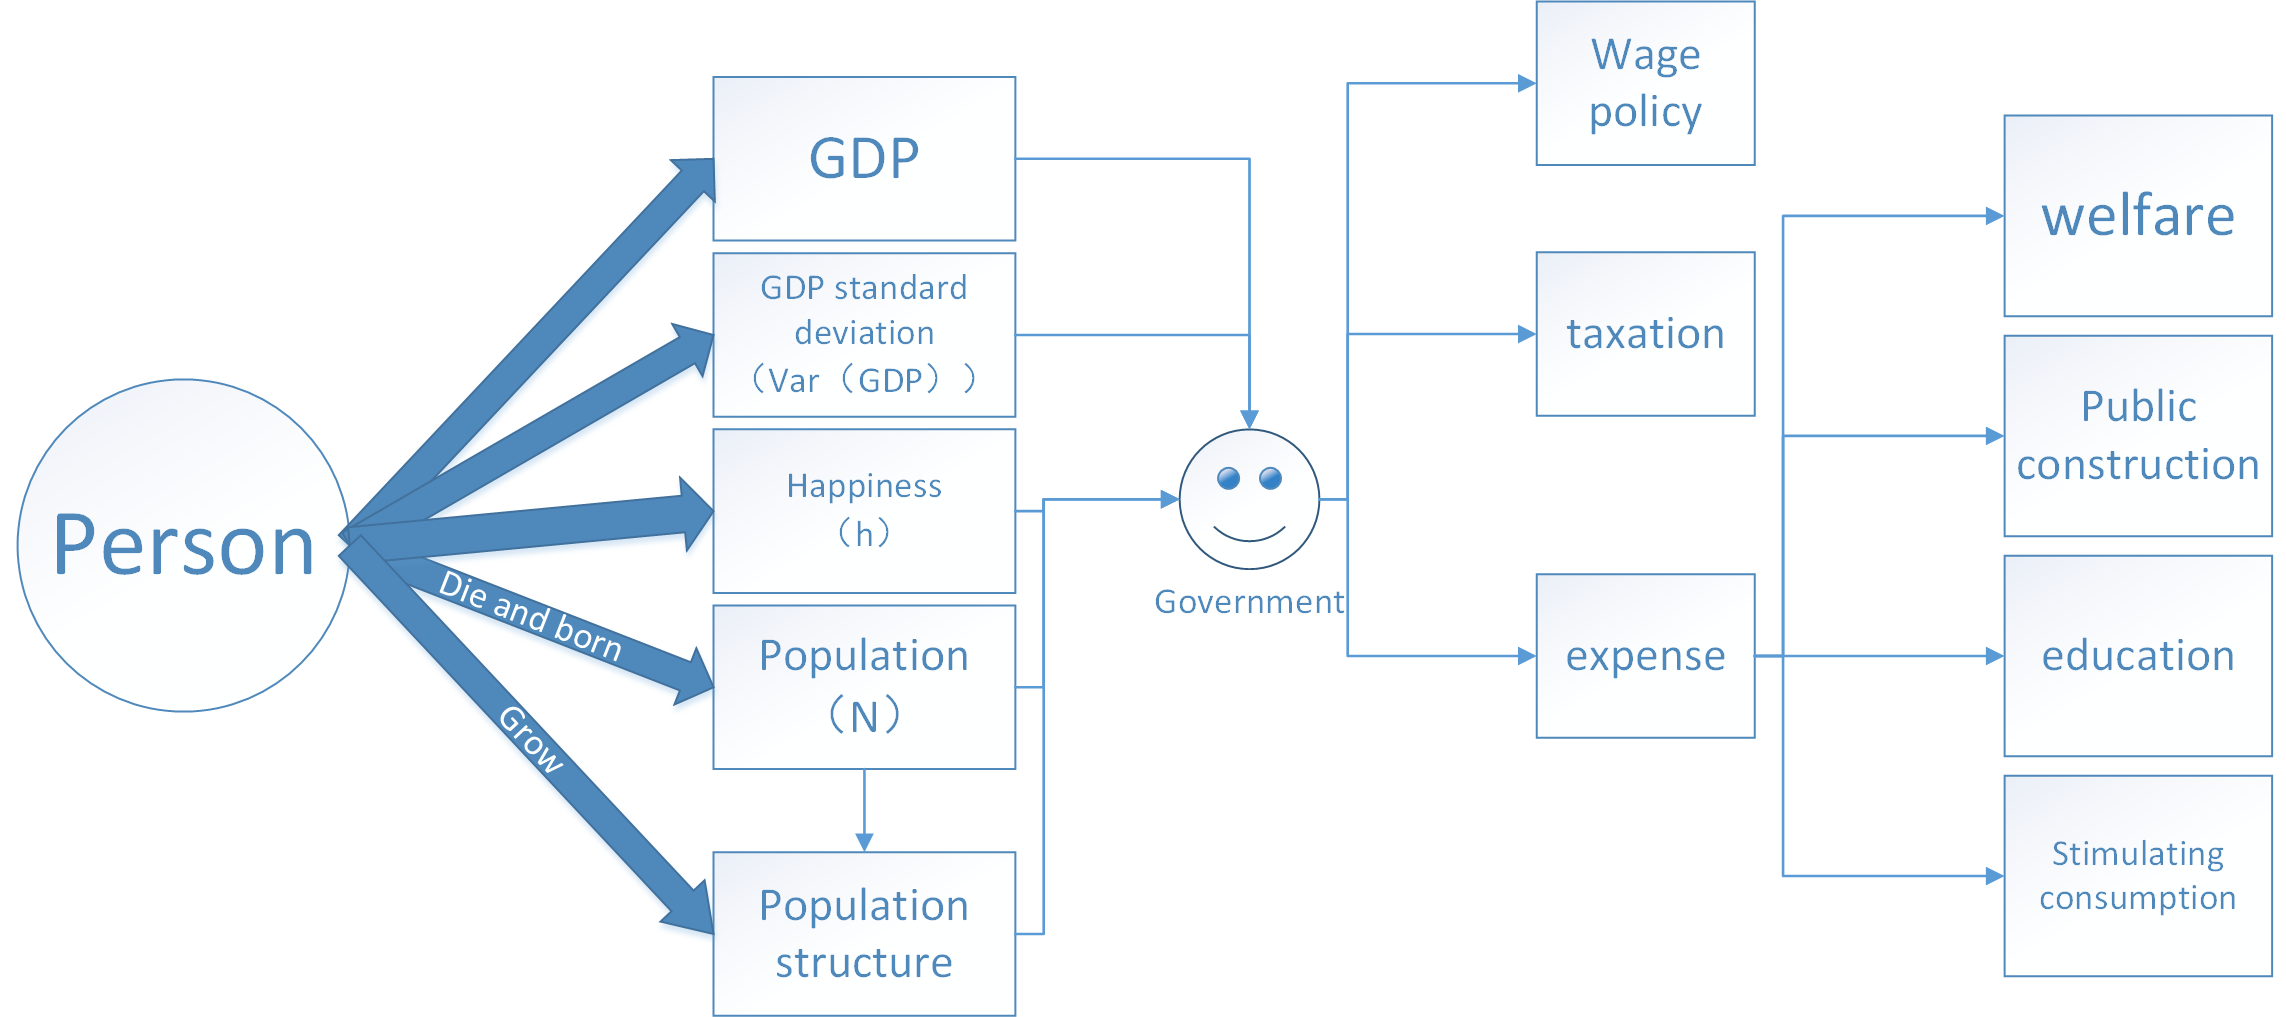 Person
Die and born
Grow
GDP
GDP standard
deviation
（Var（GDP））
Happiness
（h）
Population
（N）
Population
structure
Government
Wage
policy
taxation
expense
welfare
Public
construction
education
Stimulating
consumption